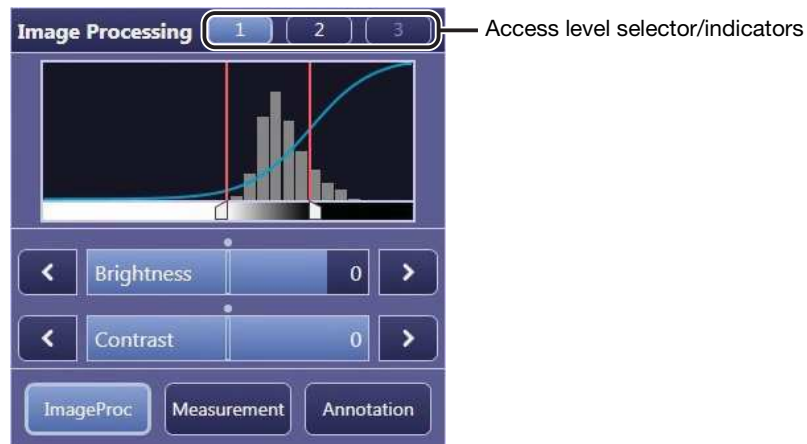 Image Processing 1 2 3 Access level selector/indicators
Brightness 0
Contrast 0
ImageProc Measurement Annotation